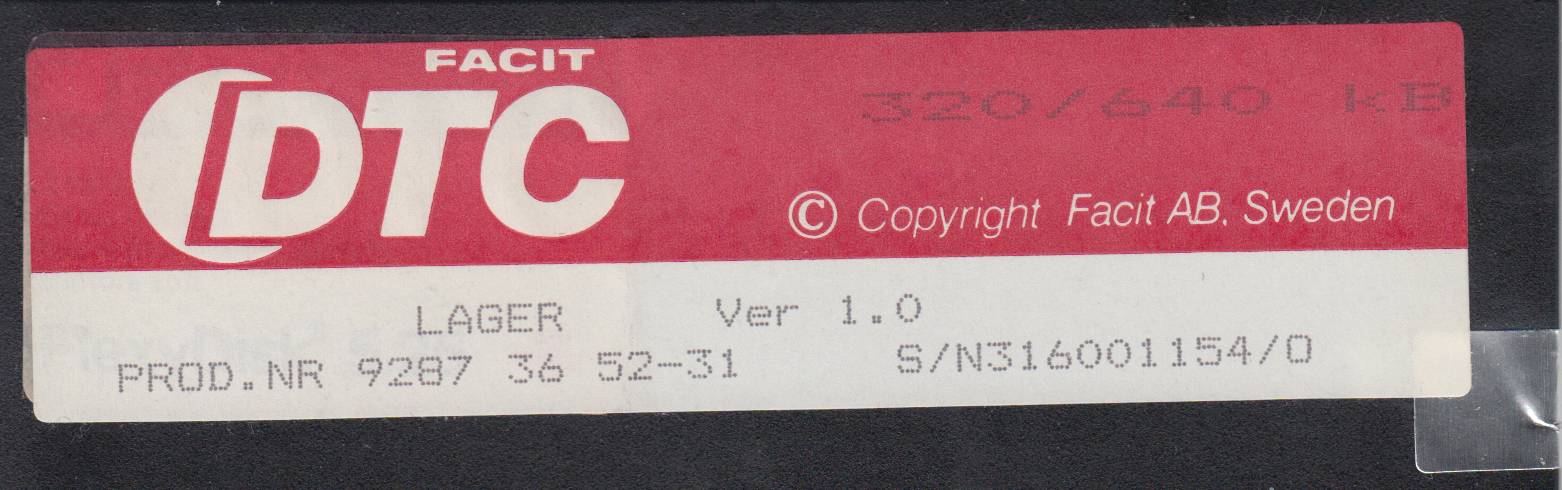 FACIT
DTC
320/640 kB
© Copyright Facit AB. Sweden
LAGER Ver 1.0
PROD.NR 9287 36 52-31 S/N316001154/0